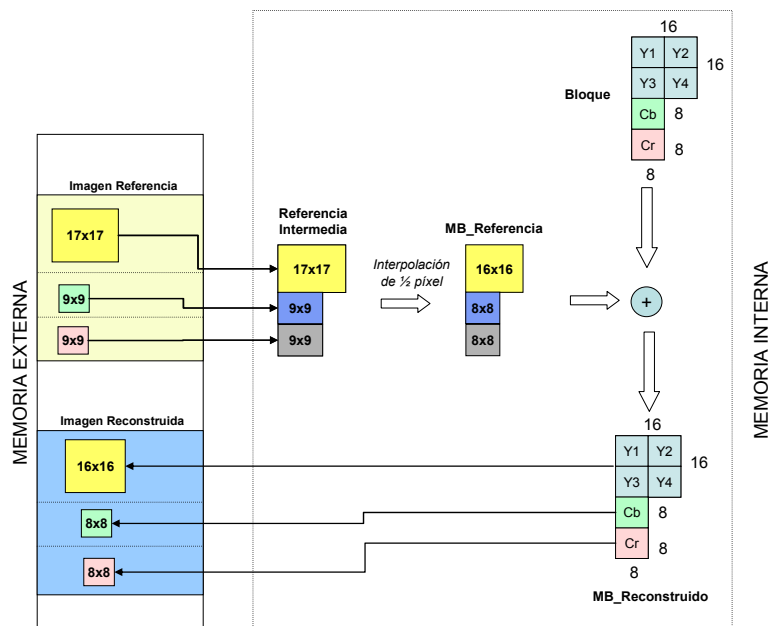 MEMORIA EXTERNA
Imagen Referencia
17x17
9x9
9x9
Imagen Reconstruida
16x16
8x8
8x8
Referencia
Intermedia
17x17
9x9
9x9
Interpolación
de ½ píxel
MB_Referencia
16x16
8x8
8x8
Bloque
16
Y1 Y2
16
Y3 Y4
Cb 8
Cr 8
8
+
16
Y1 Y2
16
Y3 Y4
Cb 8
Cr 8
8
MB_Reconstruido
MEMORIA INTERNA